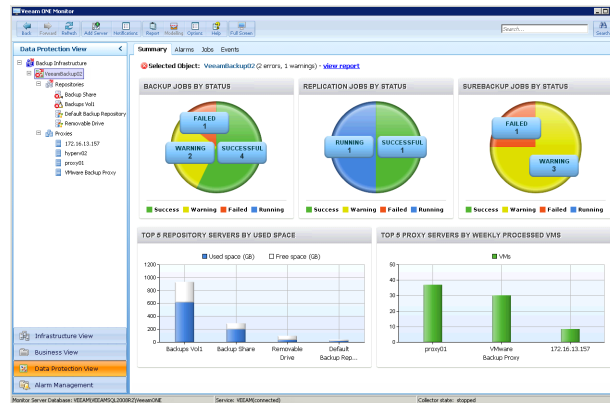 Veeam ONE Monitor
Back Forward Refresh Add Server Notifications Report Modelling Options Help Full Screen Search... Search
Data Protection View
Summary Alarms Jobs Events
Backup Infrastructure
VeeamBackup02
Repositories
Backup Share
Backups Vol1
Default Backup Repository
Removable Drive
Proxies
172.16.13.157
hyperv02
proxy01
VMware Backup Proxy
Selected Object: VeeamBackup02 (2 errors, 1 warnings) - view report
BACKUP JOBS BY STATUS
FAILED
1
WARNING
2
SUCCESSFUL
4
Success Warning Failed Running
REPLICATION JOBS BY STATUS
RUNNING
1
SUCCESSFUL
1
Success Warning Failed Running
SUREBACKUP JOBS BY STATUS
FAILED
1
WARNING
3
Success Warning Failed Running
TOP 5 REPOSITORY SERVERS BY USED SPACE
Used space (GB) Free space (GB)
1200
1000
800
600
400
200
0
Backups Vol1 Backup Share Removable Drive Default Backup Rep...
TOP 5 PROXY SERVERS BY WEEKLY PROCESSED VMS
VMs
50
40
30
20
10
0
proxy01 VMware Backup Proxy 172.16.13.157
Infrastructure View
Business View
Data Protection View
Alarm Management
Monitor Server Database: VEEAM\VEEAMSQL2008R2\VeeamONE Service: VEEAM(connected) Collector state: stopped